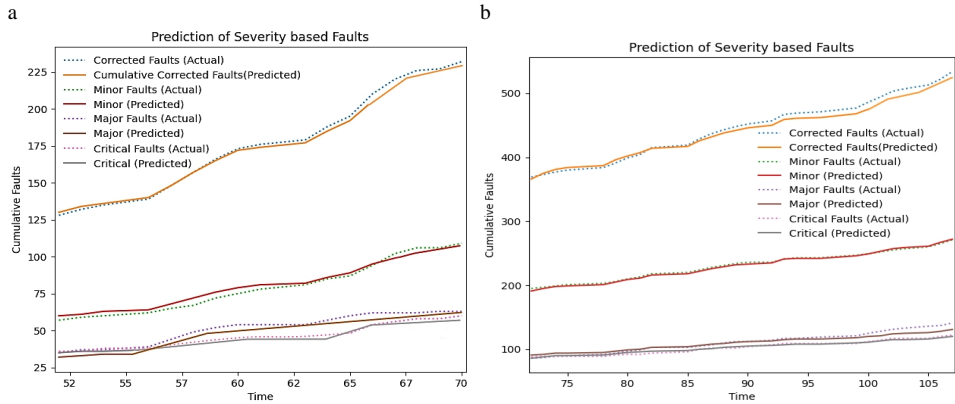 a
Prediction of Severity based Faults
Corrected Faults (Actual)
Cumulative Corrected Faults(Predicted)
Minor Faults (Actual)
Minor (Predicted)
Major Faults (Actual)
Major (Predicted)
Critical Faults (Actual)
Critical (Predicted)
Cumulative Faults
225
200
175
150
125
100
75
50
25
52
55
57
60
62
65
67
70
Time
b
Prediction of Severity based Faults
Corrected Faults (Actual)
Corrected Faults(Predicted)
Minor Faults (Actual)
Minor (Predicted)
Major Faults (Actual)
Major (Predicted)
Critical Faults (Actual)
Critical (Predicted)
Cumulative Faults
500
400
300
200
100
75
80
85
90
95
100
105
Time